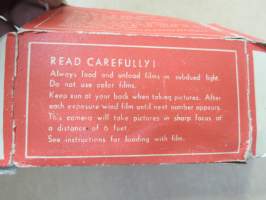 READ CAREFULLY!
Always load and unload films in subdued light.
Do not use color films.
Keep sun at your back when taking pictures. After
each exposure wind film until next number appears.
This camera will take pictures in sharp focus at
a distance of 6 feet.
See instructions for loading with film.